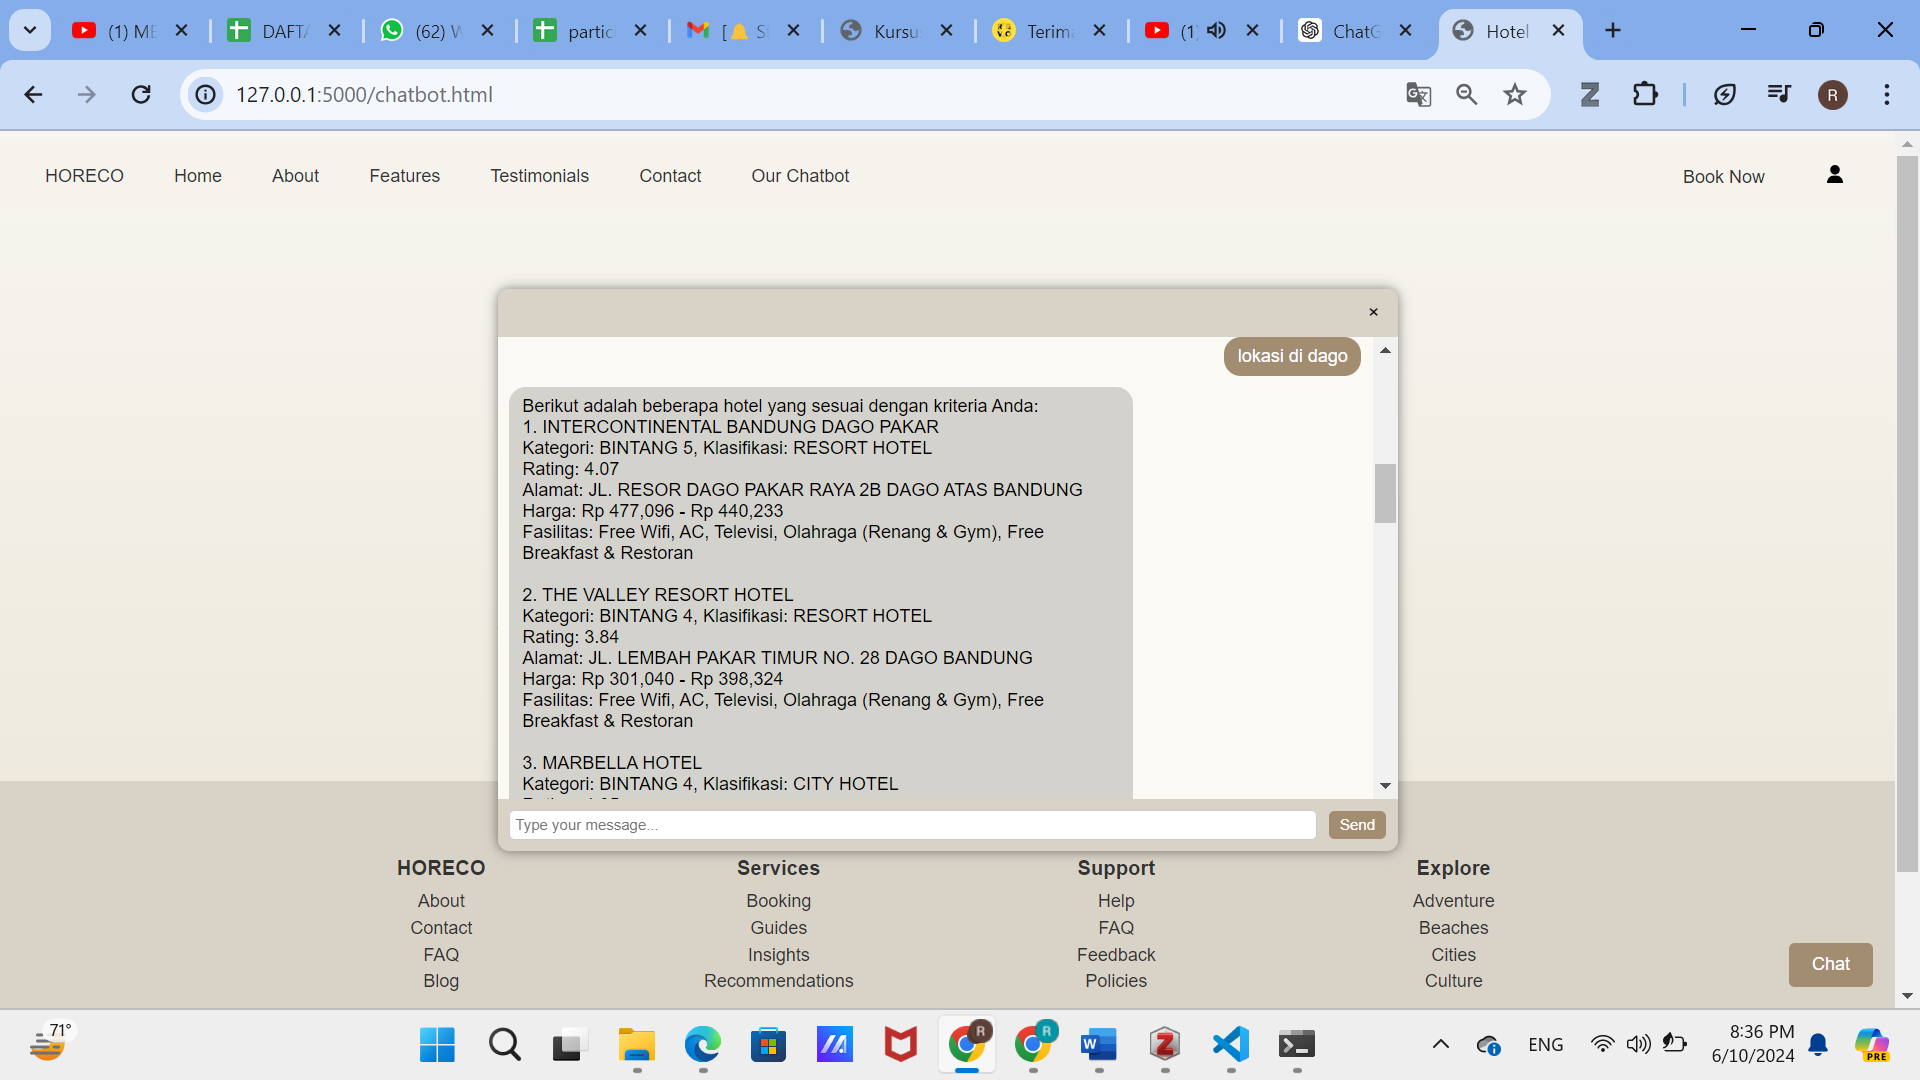 (1) ME
DAFTA
(62) W
partic
[🔔 S
Kursu
Terima
(1)
ChatG
Hotel
127.0.0.1:5000/chatbot.html
R
HORECO Home About Features Testimonials Contact Our Chatbot Book Now
×
lokasi di dago
Berikut adalah beberapa hotel yang sesuai dengan kriteria Anda:
1. INTERCONTINENTAL BANDUNG DAGO PAKAR
Kategori: BINTANG 5, Klasifikasi: RESORT HOTEL
Rating: 4.07
Alamat: JL. RESOR DAGO PAKAR RAYA 2B DAGO ATAS BANDUNG
Harga: Rp 477,096 - Rp 440,233
Fasilitas: Free Wifi, AC, Televisi, Olahraga (Renang & Gym), Free
Breakfast & Restoran
2. THE VALLEY RESORT HOTEL
Kategori: BINTANG 4, Klasifikasi: RESORT HOTEL
Rating: 3.84
Alamat: JL. LEMBAH PAKAR TIMUR NO. 28 DAGO BANDUNG
Harga: Rp 301,040 - Rp 398,324
Fasilitas: Free Wifi, AC, Televisi, Olahraga (Renang & Gym), Free
Breakfast & Restoran
3. MARBELLA HOTEL
Kategori: BINTANG 4, Klasifikasi: CITY HOTEL
Type your message...
Send
HORECO
About
Contact
FAQ
Blog
Services
Booking
Guides
Insights
Recommendations
Support
Help
FAQ
Feedback
Policies
Explore
Adventure
Beaches
Cities
Culture
Chat
71°
ENG
8:36 PM
6/10/2024
PRE